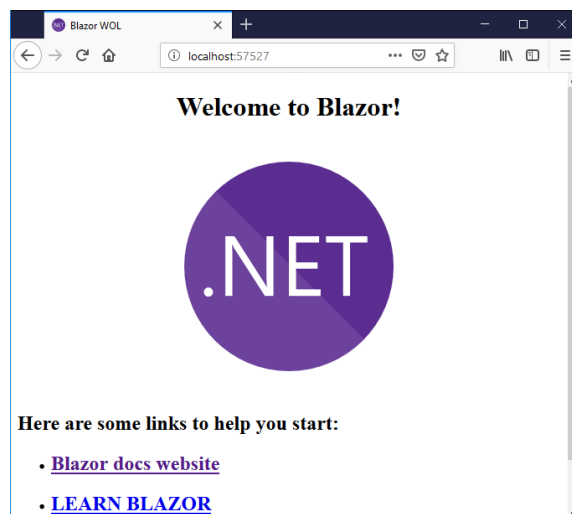 Blazor WOL
localhost:57527
Welcome to Blazor!
.NET
Here are some links to help you start:
Blazor docs website
LEARN BLAZOR